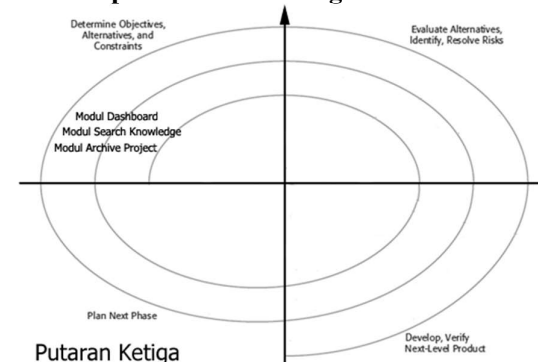 Determine Objectives,
Alternatives, and
Constraints
Evaluate Alternatives,
Identify, Resolve Risks
Modul Dashboard
Modul Search Knowledge
Modul Archive Project
Plan Next Phase
Develop, Verify
Next-Level Product
Putaran Ketiga